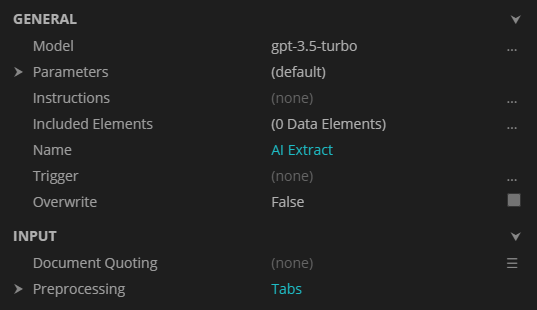 GENERAL
Model gpt-3.5-turbo ...
Parameters (default)
Instructions (none) ...
Included Elements (0 Data Elements) ...
Name AI Extract
Trigger (none) ...
Overwrite False
INPUT
Document Quoting (none)
Preprocessing Tabs